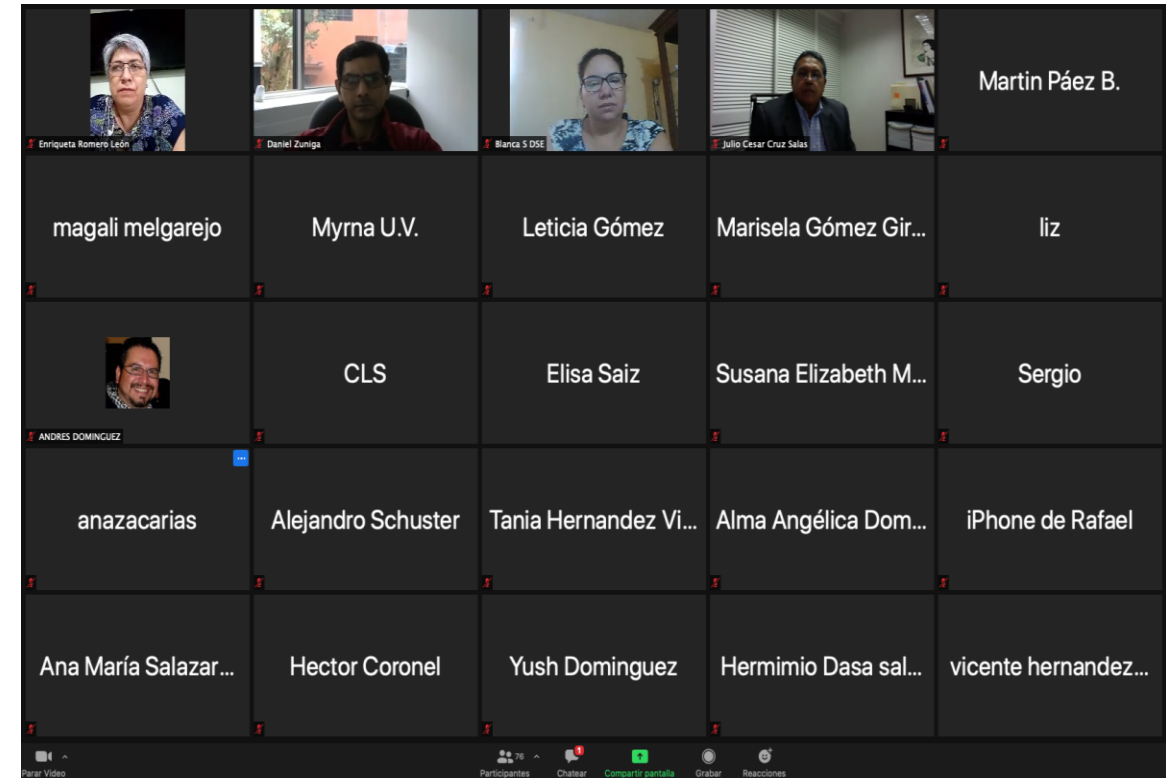 Enriqueta Romero León
Daniel Zuniga
Blanca S DSE
Julio Cesar Cruz Salas
Martin Páez B.
magali melgarejo
Myrna U.V.
Leticia Gómez
Marisela Gómez Gir...
liz
ANDRES DOMINGUEZ
CLS
Elisa Saiz
Susana Elizabeth M...
Sergio
anazacarias
Alejandro Schuster
Tania Hernandez Vi...
Alma Angélica Dom...
iPhone de Rafael
Ana María Salazar...
Hector Coronel
Yush Dominguez
Hermimio Dasa sal...
vicente hernandez...
76
1
Parar Video
Participantes
Chatear
Compartir pantalla
Grabar
Reacciones